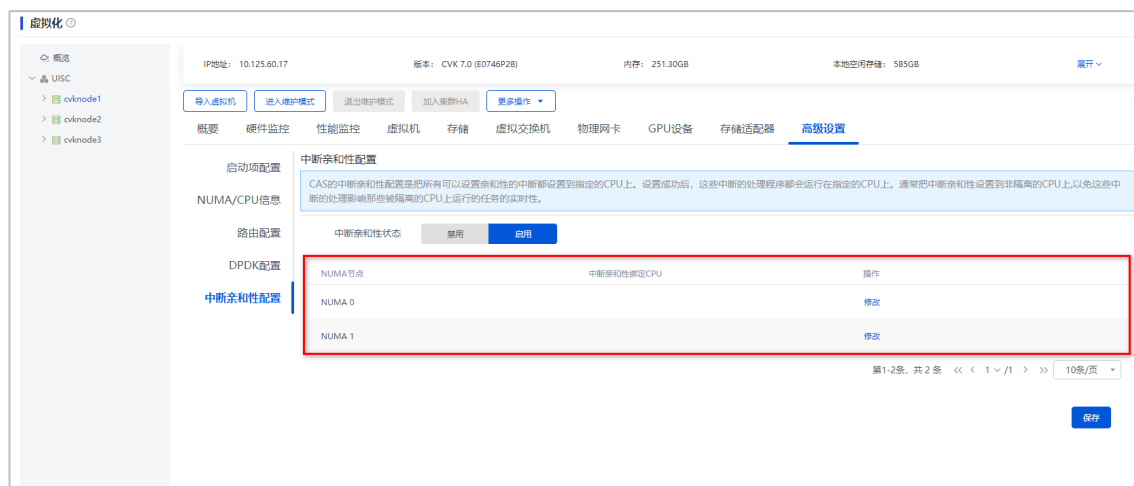 虚拟化
概览
UISC
cvknode1
cvknode2
cvknode3
IP地址： 10.125.60.17 版本： CVK 7.0 (E0746P28) 内存： 251.30GB 本地空闲存储： 585GB 展开
导入虚拟机 进入维护模式 退出维护模式 加入集群HA 更多操作
概要 硬件监控 性能监控 虚拟机 存储 虚拟交换机 物理网卡 GPU设备 存储适配器 高级设置
启动项配置
NUMA/CPU信息
路由配置
DPDK配置
中断亲和性配置
中断亲和性配置
CAS的中断亲和性配置是把所有可以设置亲和性的中断都设置到指定的CPU上。设置成功后，这些中断的处理程序都会运行在指定的CPU上。通常把中断亲和性设置到非隔离的CPU上,以免这些中
断的处理影响那些被隔离的CPU上运行的任务的实时性。
中断亲和性状态 禁用 启用
NUMA节点 中断亲和性绑定CPU 操作
NUMA 0 修改
NUMA 1 修改
第1-2条, 共 2 条 << < 1 /1 > >> 10条/页
保存